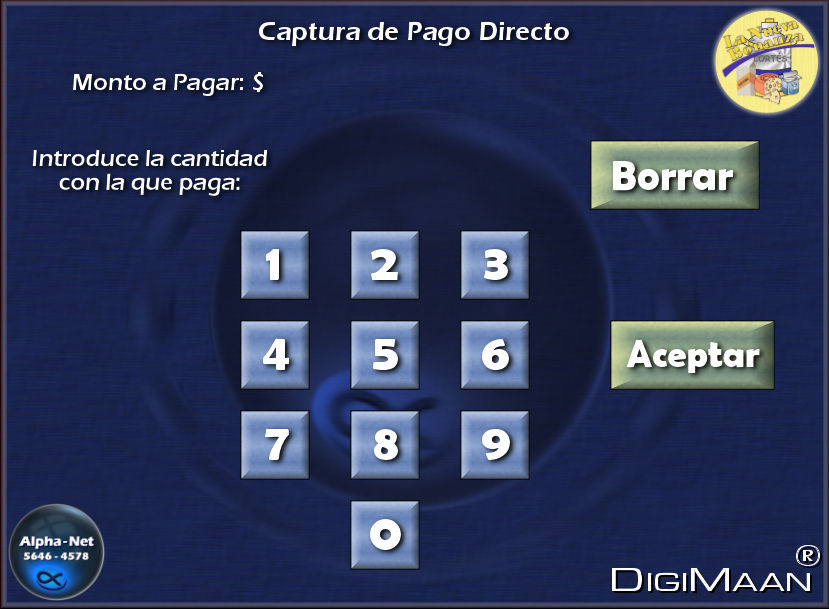 Captura de Pago Directo
La Nueva
Bonanza
CORTÉS
Monto a Pagar: $
Introduce la cantidad
con la que paga:
Borrar
1 2 3
4 5 6
Aceptar
7 8 9
0
Alpha-Net
5646 - 4578
DIGIMAAN®